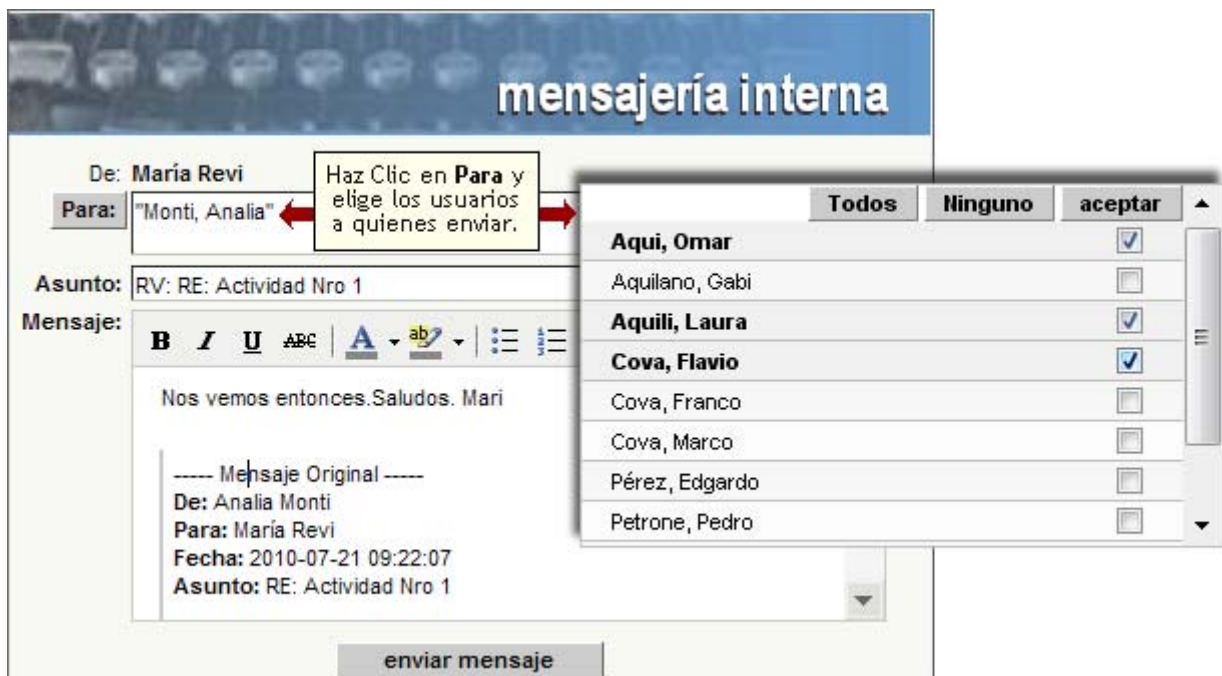 mensajería interna
De: María Revi
Para: "Monti, Analia"
Haz Clic en Para y
elige los usuarios
a quienes enviar.
Asunto: RV: RE: Actividad Nro 1
Mensaje:
B I U ABC A ab
Nos vemos entonces.Saludos. Mari
----- Mensaje Original -----
De: Analia Monti
Para: María Revi
Fecha: 2010-07-21 09:22:07
Asunto: RE: Actividad Nro 1
enviar mensaje
Todos Ninguno aceptar
Aqui, Omar
Aquilano, Gabi
Aquili, Laura
Cova, Flavio
Cova, Franco
Cova, Marco
Pérez, Edgardo
Petrone, Pedro